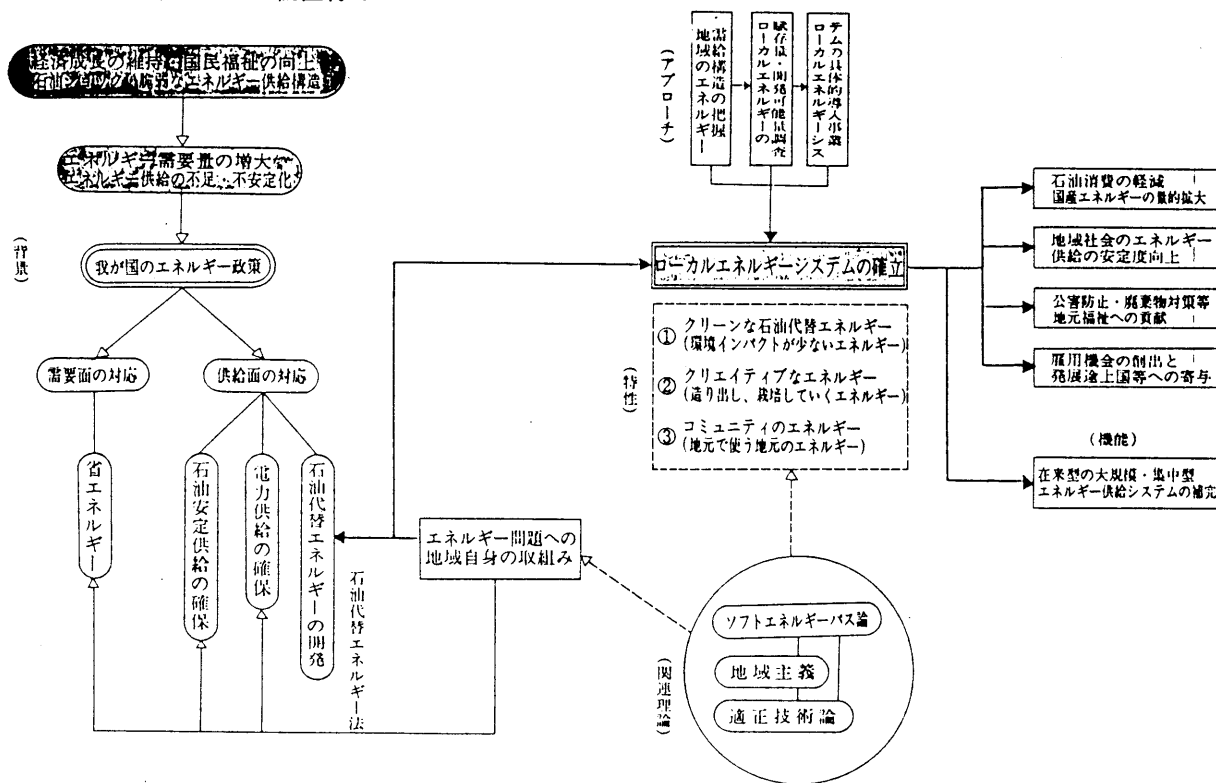 経済成長の維持・国民福祉の向上
石油ショック・脆弱なエネルギー供給構造
エネルギー需要量の増大
エネルギー供給の不足・不安定化
(背景)
我が国のエネルギー政策
需要面の対応
供給面の対応
省エネルギー
石油安定供給の確保
電力供給の確保
石油代替エネルギーの開発
石油代替エネルギー法
エネルギー問題への
地域自身の取組み
(アプローチ)
地域のエネルギー
需給構造の把握
ローカルエネルギーの
賦存量・開発可能量調査
ローカルエネルギーシス
テムの具体的導入事業
ローカルエネルギーシステムの確立
(特性)
① クリーンな石油代替エネルギー
(環境インパクトが少ないエネルギー)
② クリエイティブなエネルギー
(造り出し、栽培していくエネルギー)
③ コミュニティのエネルギー
(地元で使う地元のエネルギー)
(関連理論)
ソフトエネルギーパス論
地域主義
適正技術論
石油消費の軽減
国産エネルギーの量的拡大
地域社会のエネルギー
供給の安定度向上
公害防止・廃棄物対策等
地元福祉への貢献
雇用機会の創出と
発展途上国等への寄与
(機能)
在来型の大規模・集中型
エネルギー供給システムの補完